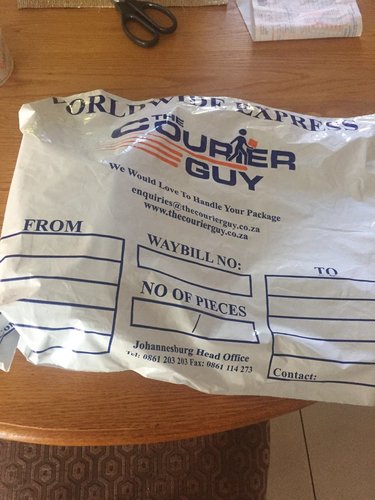 WORLDWIDE EXPRESS
THE
COURIER
GUY
We Would Love To Handle Your Package
enquiries@thecourierguy.co.za
www.thecourierguy.co.za
FROM
WAYBILL NO:
TO
NO OF PIECES
/
Johannesburg Head Office
Tel: 0861 203 203 Fax: 0861 114 273
Contact: